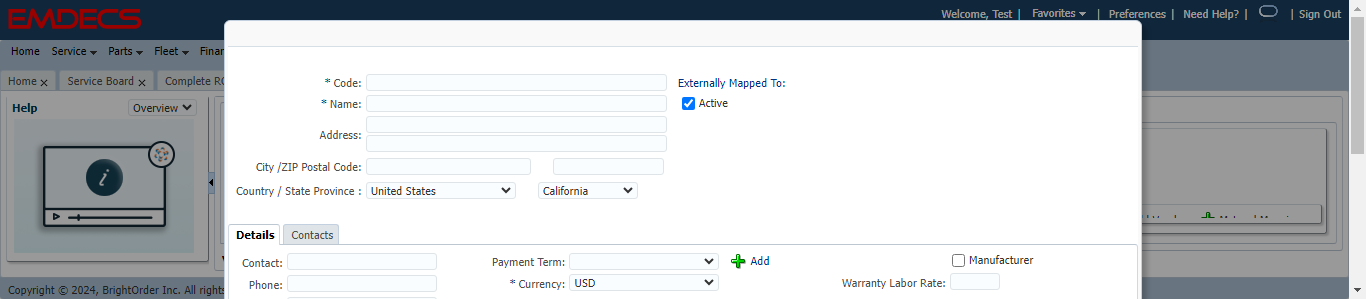 EMDECS
Welcome, Test | Favorites | Preferences | Need Help? | | Sign Out
Home Service Parts Fleet Finan
Home x Service Board x Complete RO
Help Overview
* Code: Externally Mapped To:
* Name: Active
Address:
City /ZIP Postal Code:
Country / State Province : United States California
Details Contacts
Contact: Payment Term: Add Manufacturer
Phone: * Currency: USD Warranty Labor Rate:
Copyright © 2024, BrightOrder Inc. All rights